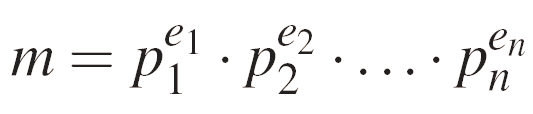 m = p₁^{e₁} · p₂^{e₂} · … · pₙ^{eₙ}